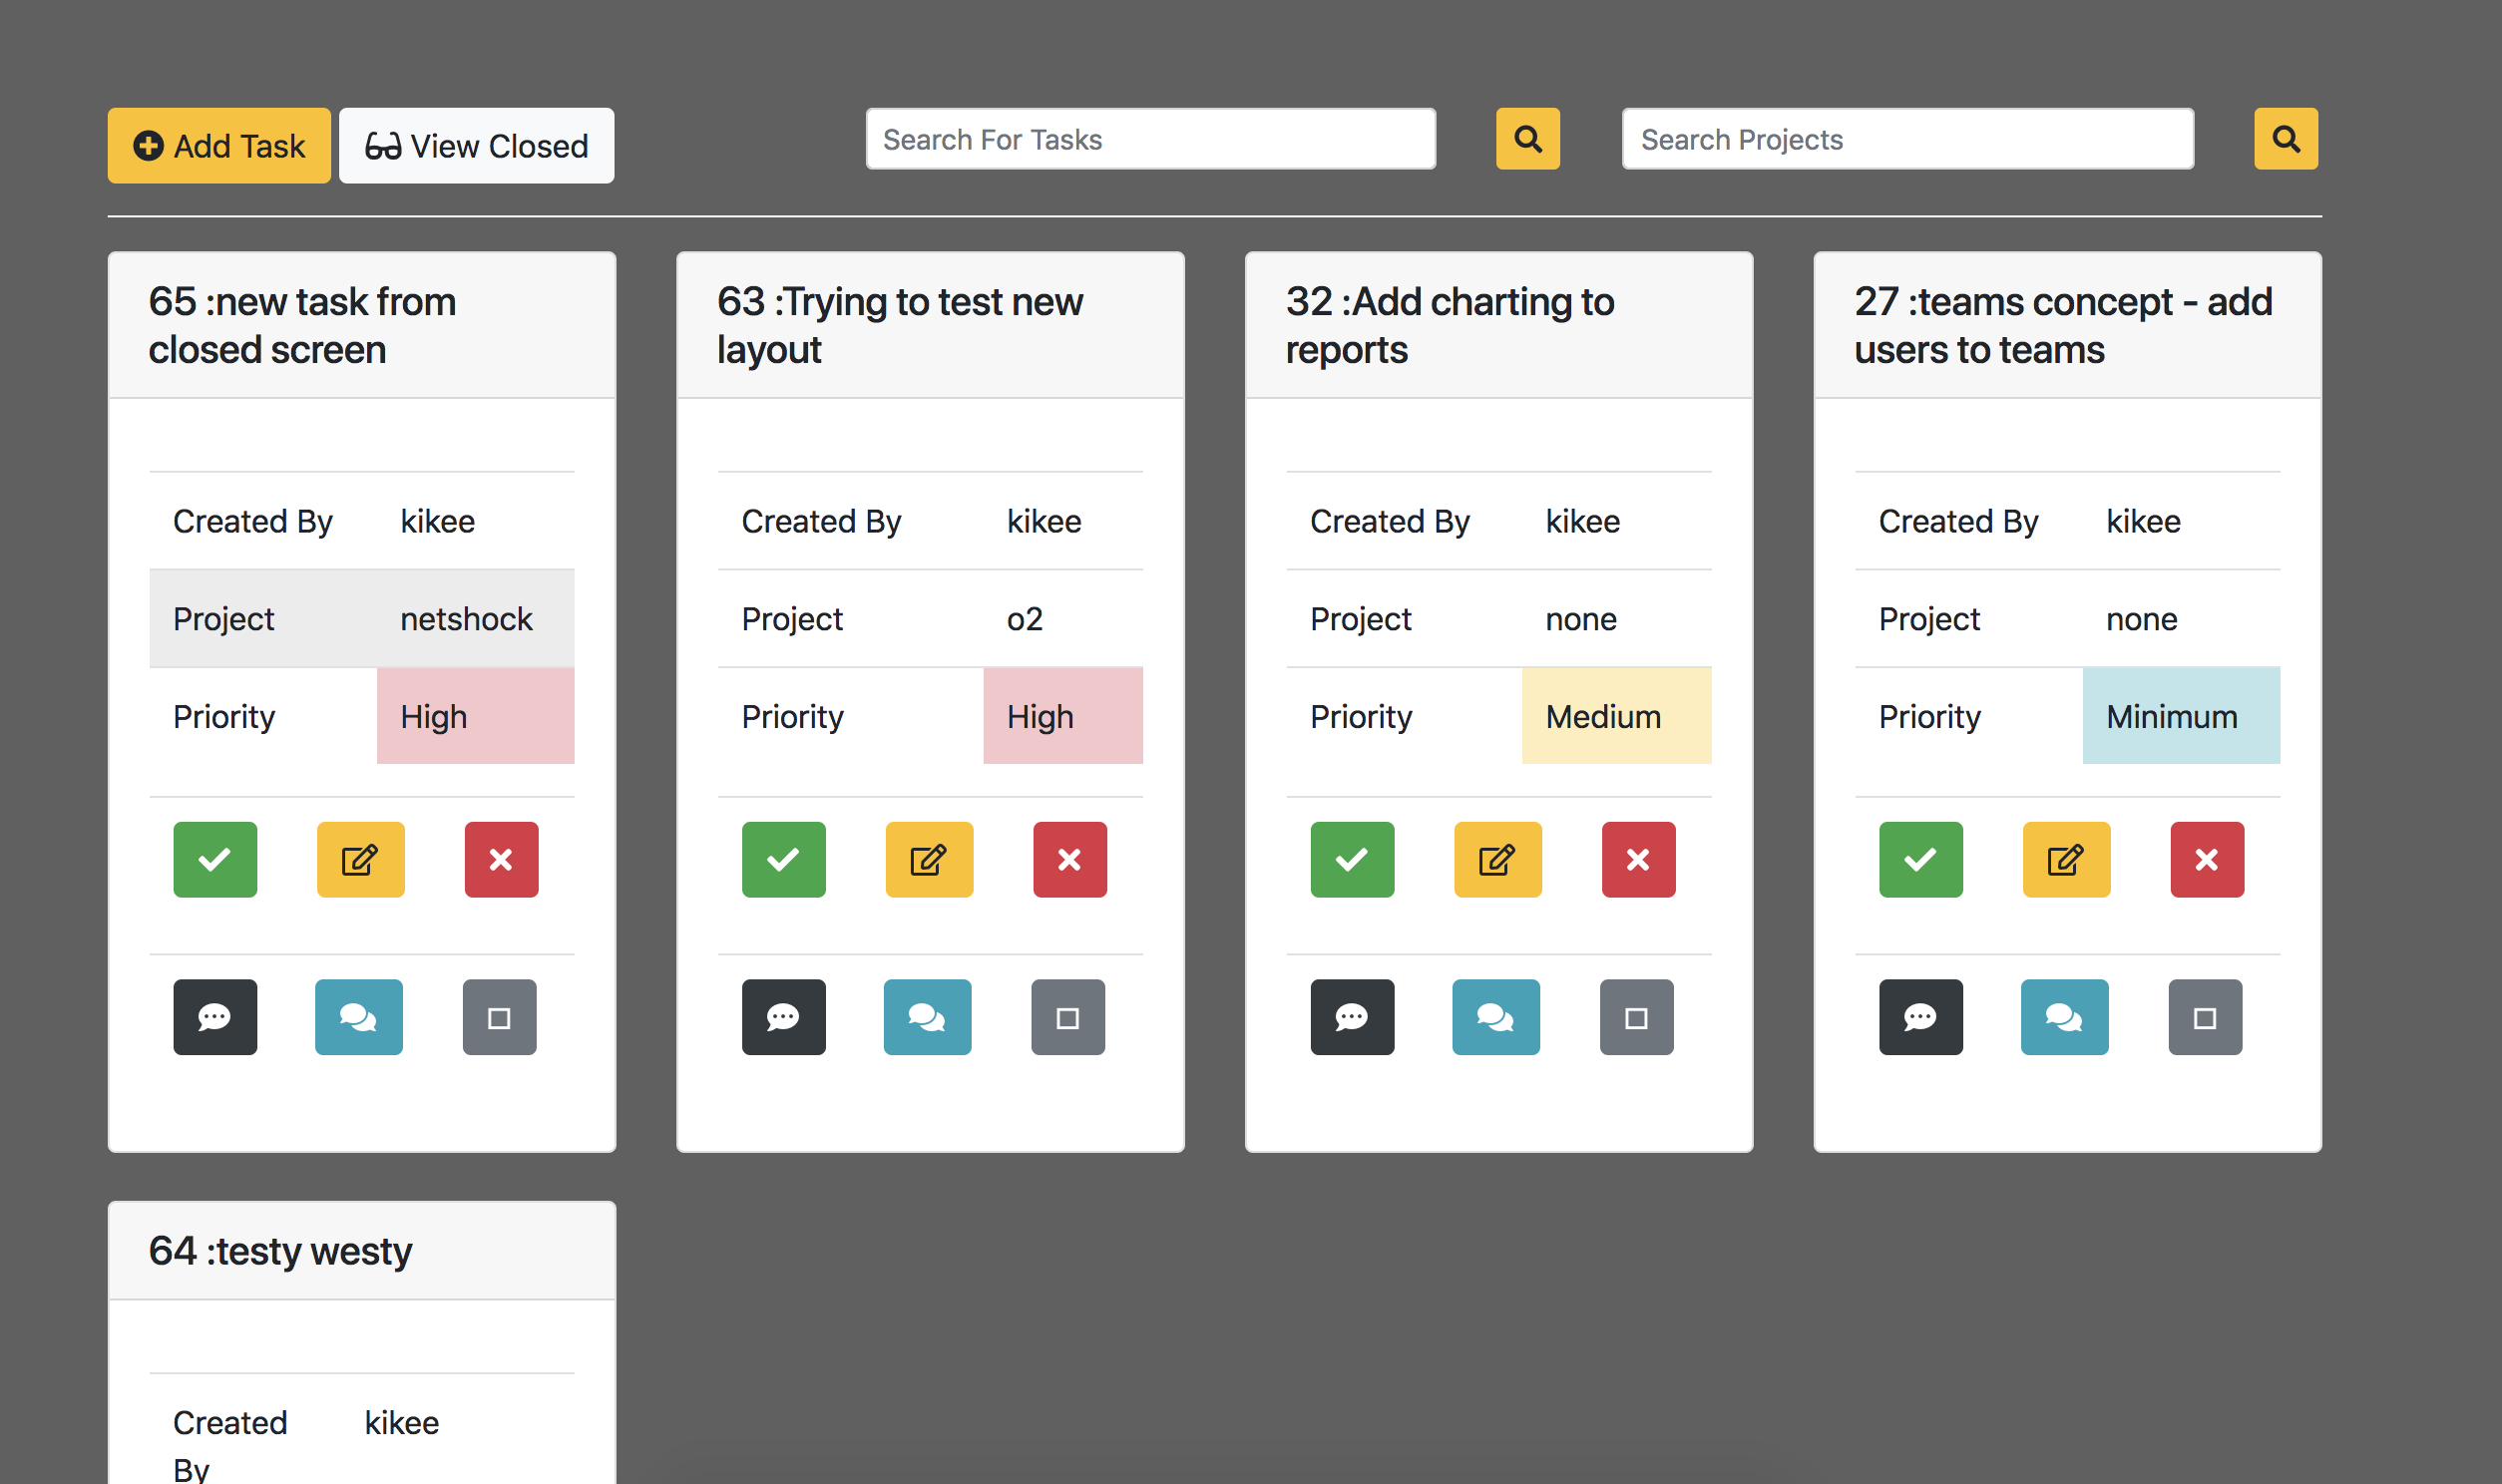 Add Task View Closed Search For Tasks Search Projects
65 :new task from
closed screen
Created By kikee
Project netshock
Priority High
63 :Trying to test new
layout
Created By kikee
Project o2
Priority High
32 :Add charting to
reports
Created By kikee
Project none
Priority Medium
27 :teams concept - add
users to teams
Created By kikee
Project none
Priority Minimum
64 :testy westy
Created kikee
By